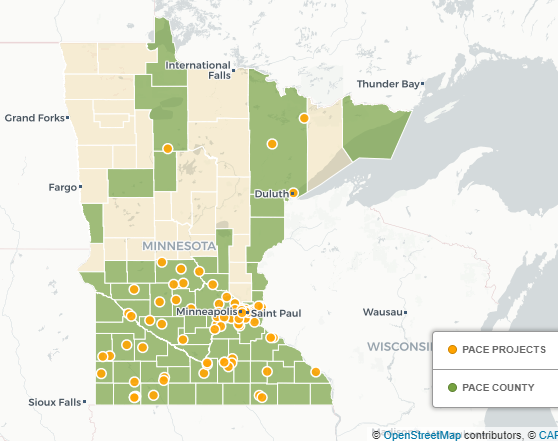 International
Falls
Thunder Bay
Grand Forks
Fargo
Duluth
MINNESOTA
Minneapolis
Saint Paul
Wausau
WISCONSIN
PACE PROJECTS
PACE COUNTY
Sioux Falls
© OpenStreetMap contributors, © CAR